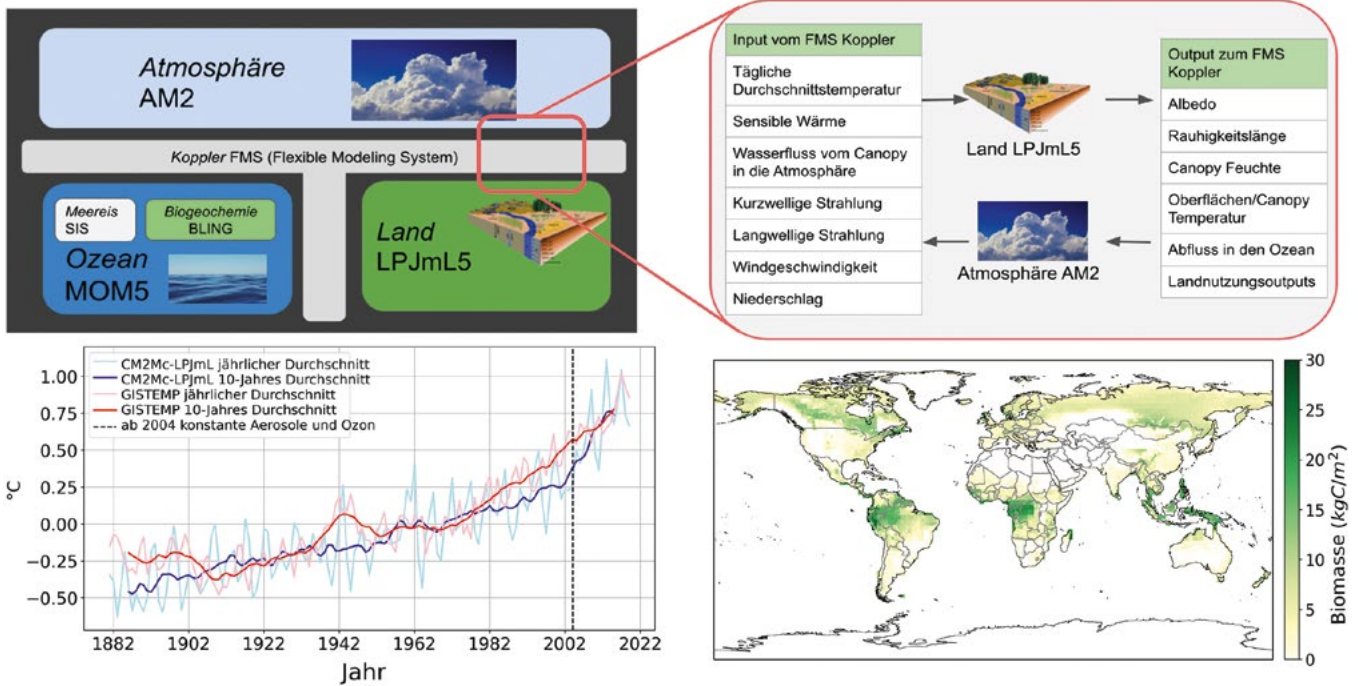 Atmosphäre
AM2
Koppler FMS (Flexible Modeling System)
Meereis
SIS
Biogeochemie
BLING
Ozean
MOM5
Land
LPJmL5
Input vom FMS Koppler
Tägliche
Durchschnittstemperatur
Sensible Wärme
Wasserfluss vom Canopy
in die Atmosphäre
Kurzwellige Strahlung
Langwellige Strahlung
Windgeschwindigkeit
Niederschlag
Land LPJmL5
Atmosphäre AM2
Output zum FMS
Koppler
Albedo
Rauhigkeitslänge
Canopy Feuchte
Oberflächen/Canopy
Temperatur
Abfluss in den Ozean
Landnutzungsoutputs
CM2Mc-LPJmL jährlicher Durchschnitt
CM2Mc-LPJmL 10-Jahres Durchschnitt
GISTEMP jährlicher Durchschnitt
GISTEMP 10-Jahres Durchschnitt
ab 2004 konstante Aerosole und Ozon
1.00
0.75
0.50
0.25
0.00
−0.25
−0.50
°C
1882 1902 1922 1942 1962 1982 2002 2022
Jahr
30
25
20
15
10
5
0
Biomasse (kgC/m²)